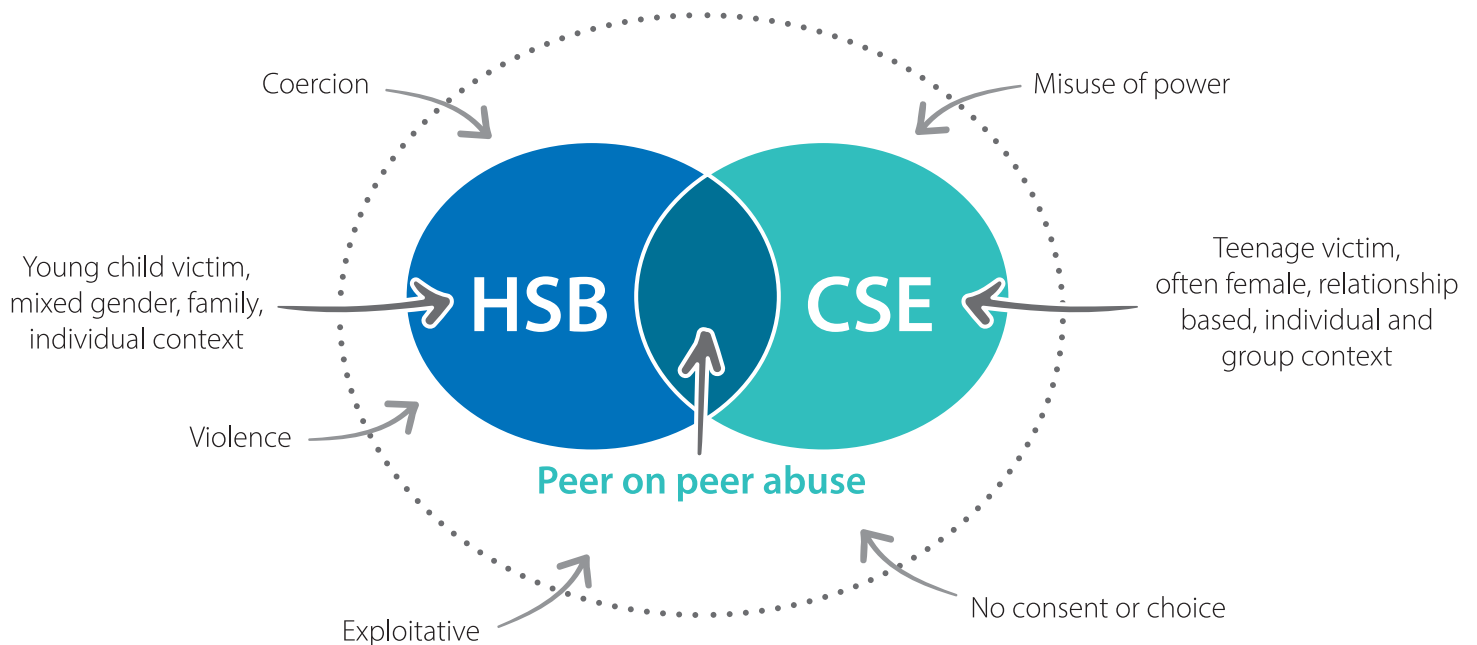 Coercion
Misuse of power
Young child victim,
mixed gender, family,
individual context
HSB
CSE
Teenage victim,
often female, relationship
based, individual and
group context
Violence
Peer on peer abuse
Exploitative
No consent or choice